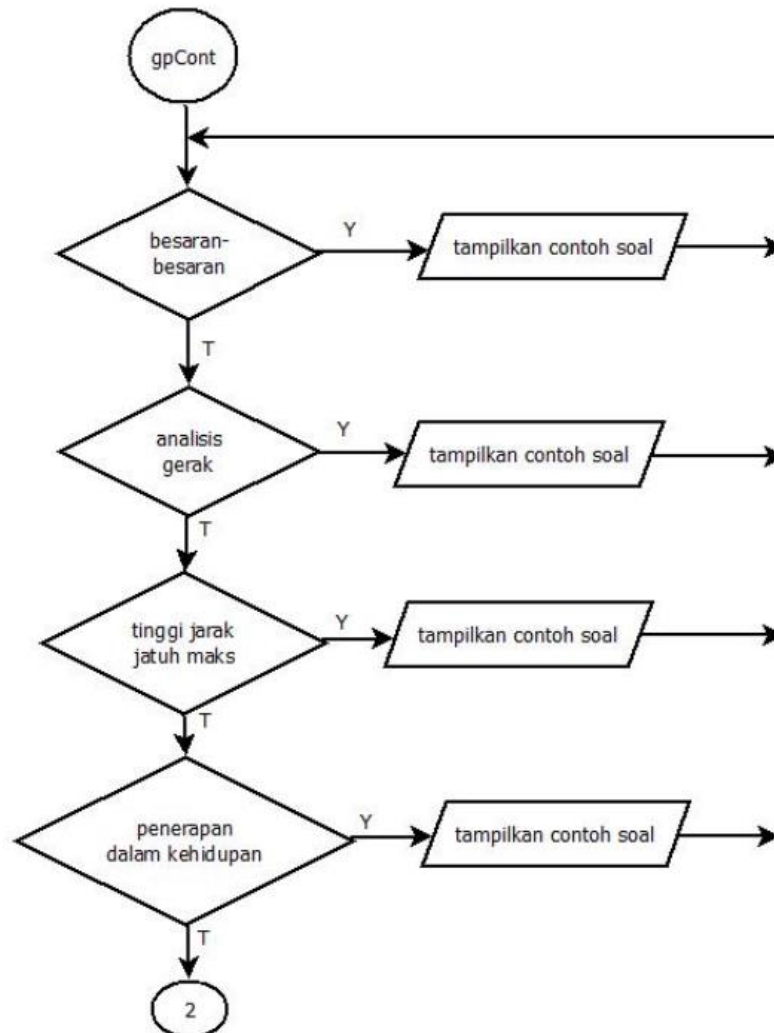 gpCont
besaran-
besaran
Y
tampilkan contoh soal
T
analisis
gerak
Y
tampilkan contoh soal
T
tinggi jarak
jatuh maks
Y
tampilkan contoh soal
T
penerapan
dalam kehidupan
Y
tampilkan contoh soal
T
2